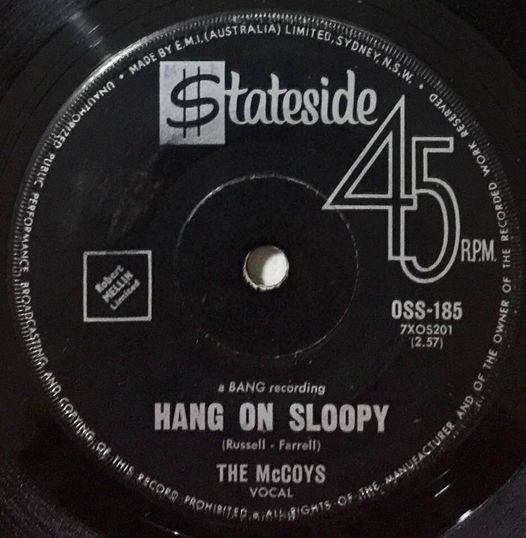 MADE BY E.M.I. (AUSTRALIA) LIMITED, SYDNEY, N.S.W. •
UNAUTHORIZED PUBLIC PERFORMANCE, BROADCASTING AND COPYING OF THIS RECORD PROHIBITED • ALL RIGHTS OF THE MANUFACTURER AND OF THE OWNER OF THE RECORDED WORK RESERVED
$tateside
45
R.P.M.
Robert
MELLIN
Limited
OSS-185
7XOS201
(2.57)
a BANG recording
HANG ON SLOOPY
(Russell - Farrell)
THE McCOYS
VOCAL